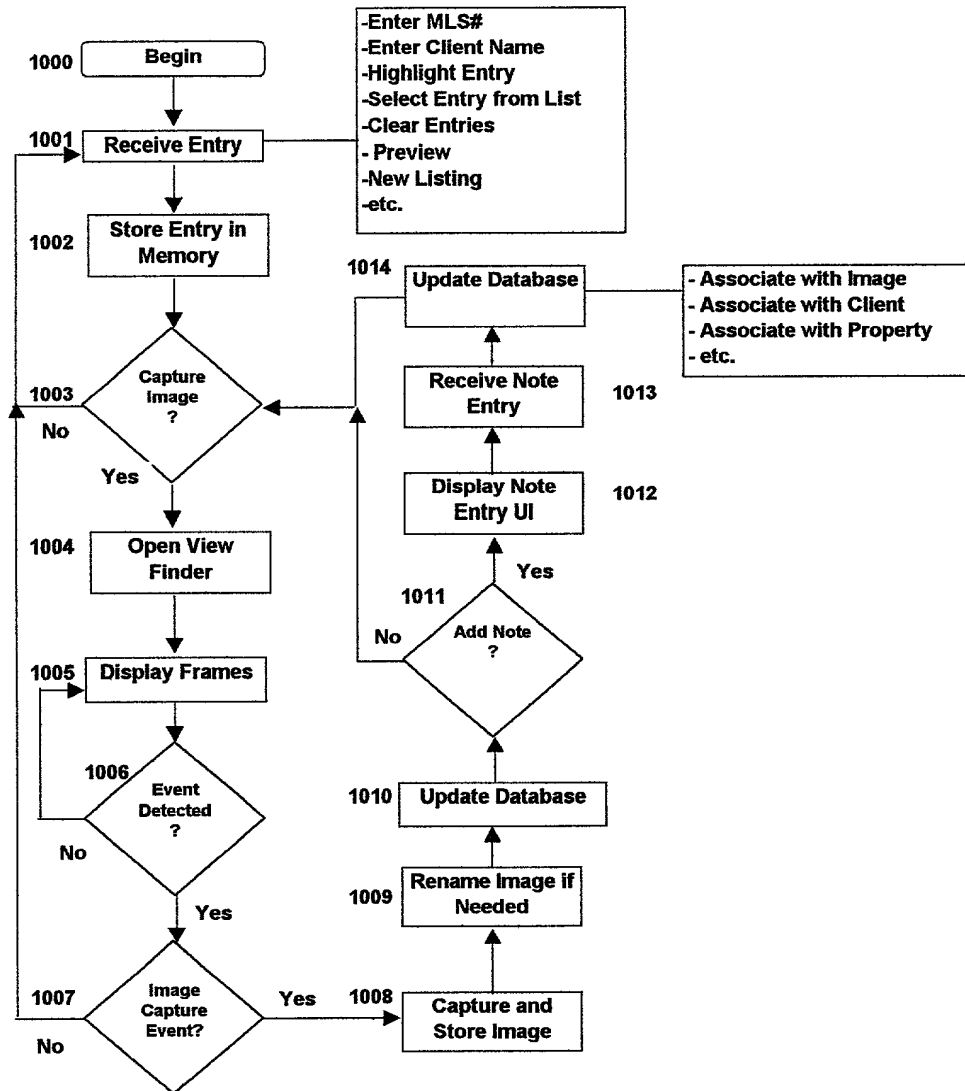 1000
Begin
-Enter MLS#
-Enter Client Name
-Highlight Entry
-Select Entry from List
-Clear Entries
- Preview
-New Listing
-etc.
1001
Receive Entry
1002
Store Entry in
Memory
1003
Capture
Image
?
No
Yes
1004
Open View
Finder
1005
Display Frames
1006
Event
Detected
?
No
Yes
1007
Image
Capture
Event?
No
Yes
1008
Capture and
Store Image
1009
Rename Image if
Needed
1010
Update Database
1011
Add Note
?
No
Yes
1012
Display Note
Entry UI
1013
Receive Note
Entry
1014
Update Database
- Associate with Image
- Associate with Client
- Associate with Property
- etc.